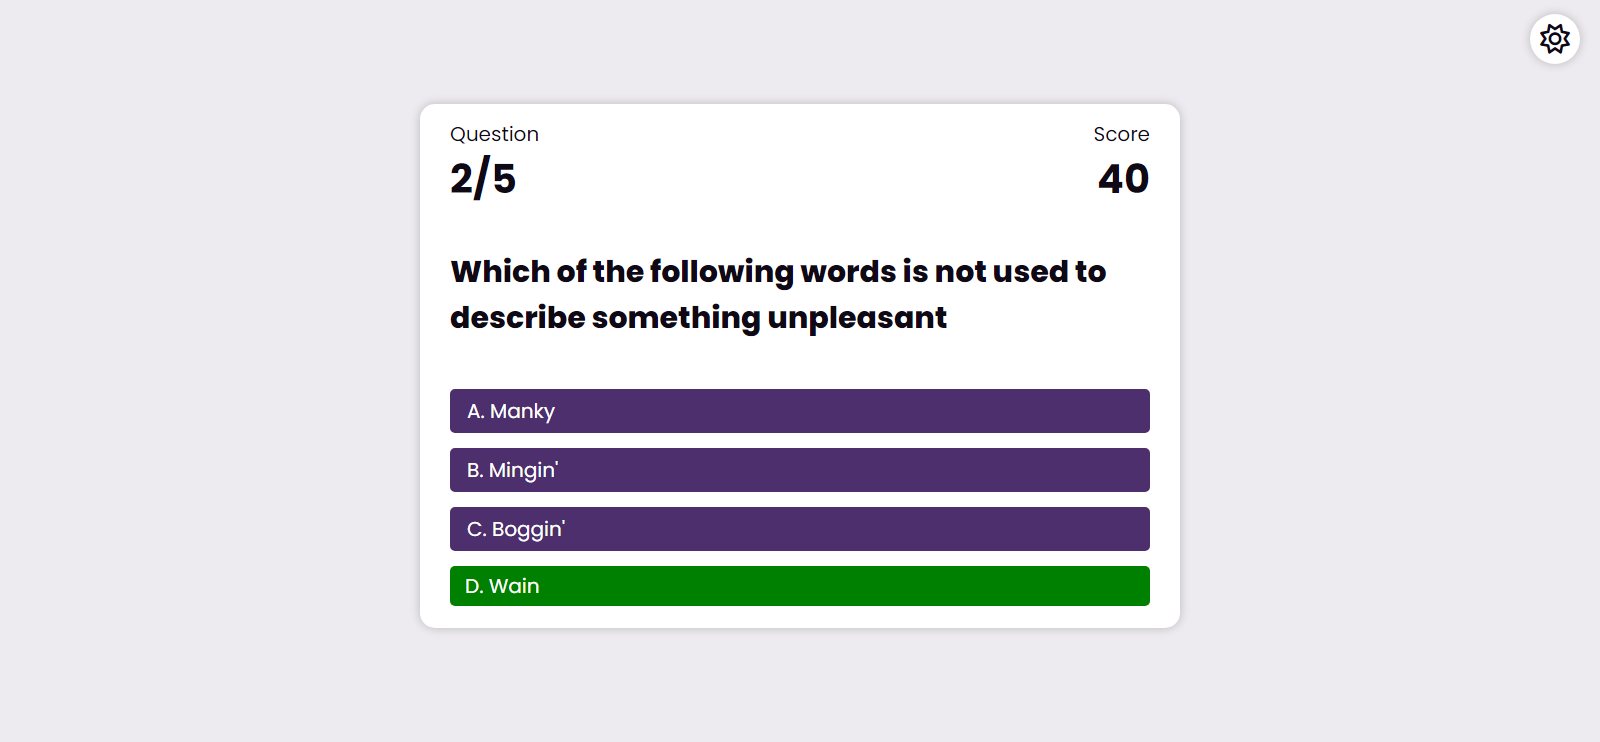 Question
Score
2/5
40
Which of the following words is not used to
describe something unpleasant
A. Manky
B. Mingin'
C. Boggin'
D. Wain